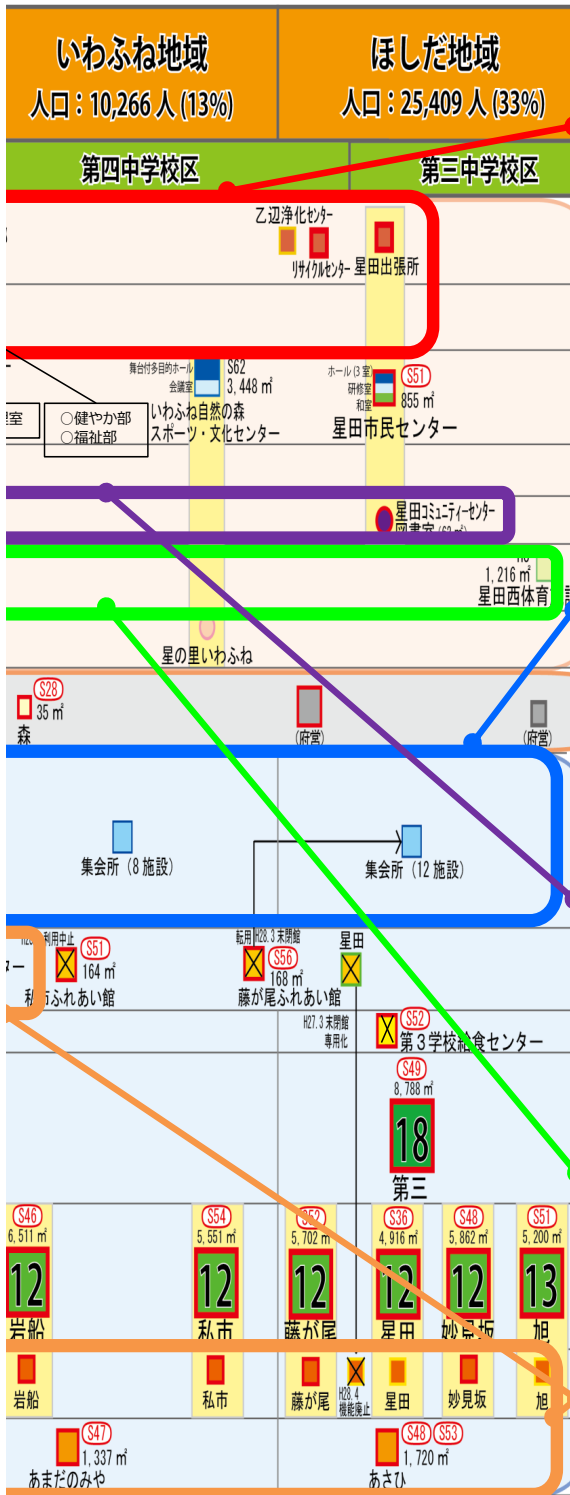 いわふね地域
人口：10,266人(13%)
ほしだ地域
人口：25,409人(33%)
第四中学校区
第三中学校区
乙辺浄化センター
リサイクルセンター
星田出張所
舞台付多目的ホール
会議室
S62
3,448㎡
いわふね自然の森
スポーツ・文化センター
ホール(3室)
研修室
和室
S51
855㎡
星田市民センター
室
○健やか部
○福祉部
星田コミュニティーセンター
図書室(63㎡)
1,216㎡
星田西体育施設
星の里いわふね
S28
35㎡
森
(府営)
(府営)
集会所（8施設）
集会所（12施設）
利用中止
S51
164㎡
私市ふれあい館
ター
転用
H28.3末閉館
S56
168㎡
藤が尾ふれあい館
星田
H27.3末閉館
専用化
S52
第３学校給食センター
S49
8,788㎡
18
第三
S46
6,511㎡
12
岩船
S54
5,551㎡
12
私市
S52
5,702㎡
12
藤が尾
S36
4,916㎡
12
星田
S48
5,862㎡
12
妙見坂
S51
5,200㎡
13
旭
岩船
私市
藤が尾
H28.4
機能廃止
星田
妙見坂
旭
S47
1,337㎡
あまだのみや
S48
S53
1,720㎡
あさひ